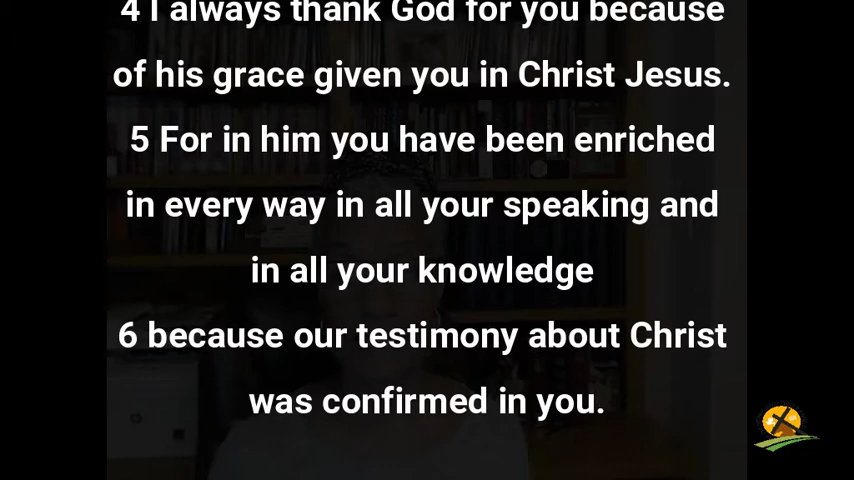 4 I always thank God for you because
of his grace given you in Christ Jesus.
5 For in him you have been enriched
in every way in all your speaking and
in all your knowledge
6 because our testimony about Christ
was confirmed in you.